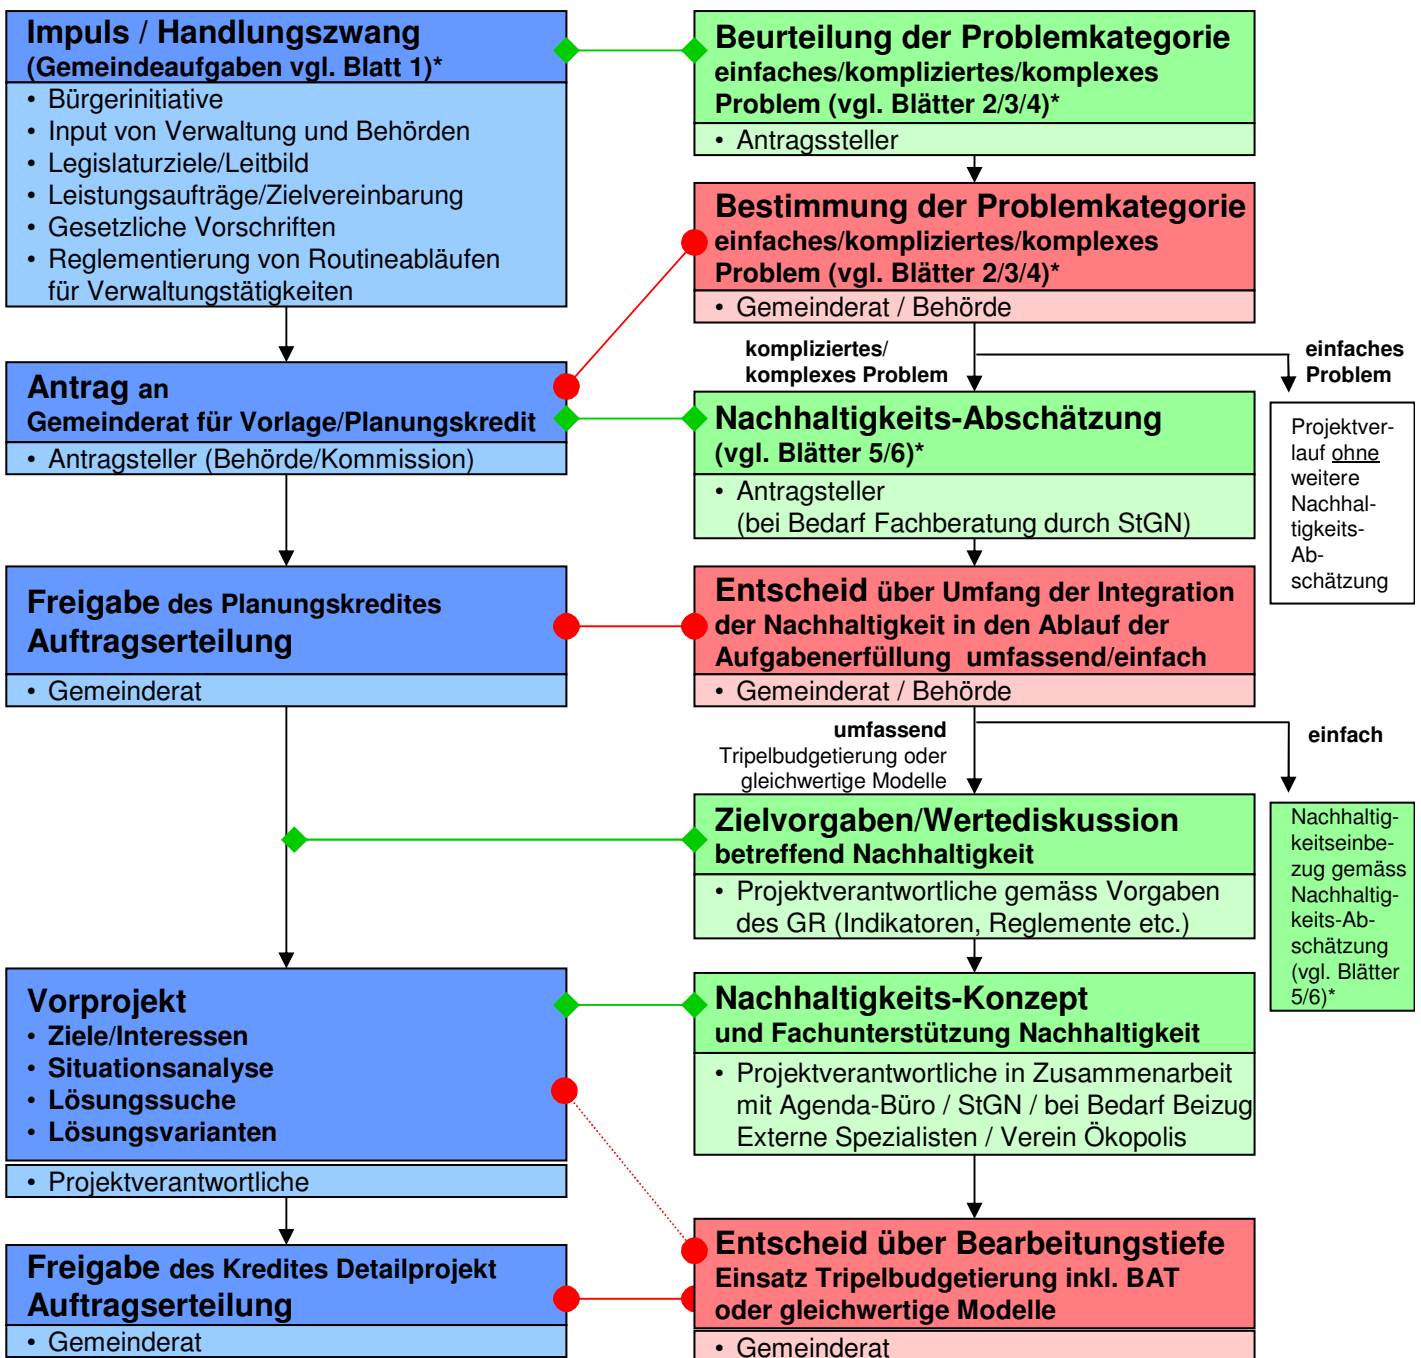 Impuls / Handlungszwang
(Gemeindeaufgaben vgl. Blatt 1)*
• Bürgerinitiative
• Input von Verwaltung und Behörden
• Legislaturziele/Leitbild
• Leistungsaufträge/Zielvereinbarung
• Gesetzliche Vorschriften
• Reglementierung von Routineabläufen
für Verwaltungstätigkeiten
Beurteilung der Problemkategorie
einfaches/kompliziertes/komplexes
Problem (vgl. Blätter 2/3/4)*
• Antragssteller
Bestimmung der Problemkategorie
einfaches/kompliziertes/komplexes
Problem (vgl. Blätter 2/3/4)*
• Gemeinderat / Behörde
kompliziertes/
komplexes Problem
einfaches
Problem
Antrag an
Gemeinderat für Vorlage/Planungskredit
• Antragsteller (Behörde/Kommission)
Nachhaltigkeits-Abschätzung
(vgl. Blätter 5/6)*
• Antragsteller
(bei Bedarf Fachberatung durch StGN)
Projektver-
lauf ohne
weitere
Nachhal-
tigkeits-
Ab-
schätzung
Freigabe des Planungskredites
Auftragserteilung
• Gemeinderat
Entscheid über Umfang der Integration
der Nachhaltigkeit in den Ablauf der
Aufgabenerfüllung umfassend/einfach
• Gemeinderat / Behörde
umfassend
Tripelbudgetierung oder
gleichwertige Modelle
einfach
Zielvorgaben/Wertediskussion
betreffend Nachhaltigkeit
• Projektverantwortliche gemäss Vorgaben
des GR (Indikatoren, Reglemente etc.)
Nachhaltig-
keitseinbe-
zug gemäss
Nachhaltig-
keits-Ab-
schätzung
(vgl. Blätter
5/6)*
Vorprojekt
• Ziele/Interessen
• Situationsanalyse
• Lösungssuche
• Lösungsvarianten
• Projektverantwortliche
Nachhaltigkeits-Konzept
und Fachunterstützung Nachhaltigkeit
• Projektverantwortliche in Zusammenarbeit
mit Agenda-Büro / StGN / bei Bedarf Beizug
Externe Spezialisten / Verein Ökopolis
Freigabe des Kredites Detailprojekt
Auftragserteilung
• Gemeinderat
Entscheid über Bearbeitungstiefe
Einsatz Tripelbudgetierung inkl. BAT
oder gleichwertige Modelle
• Gemeinderat